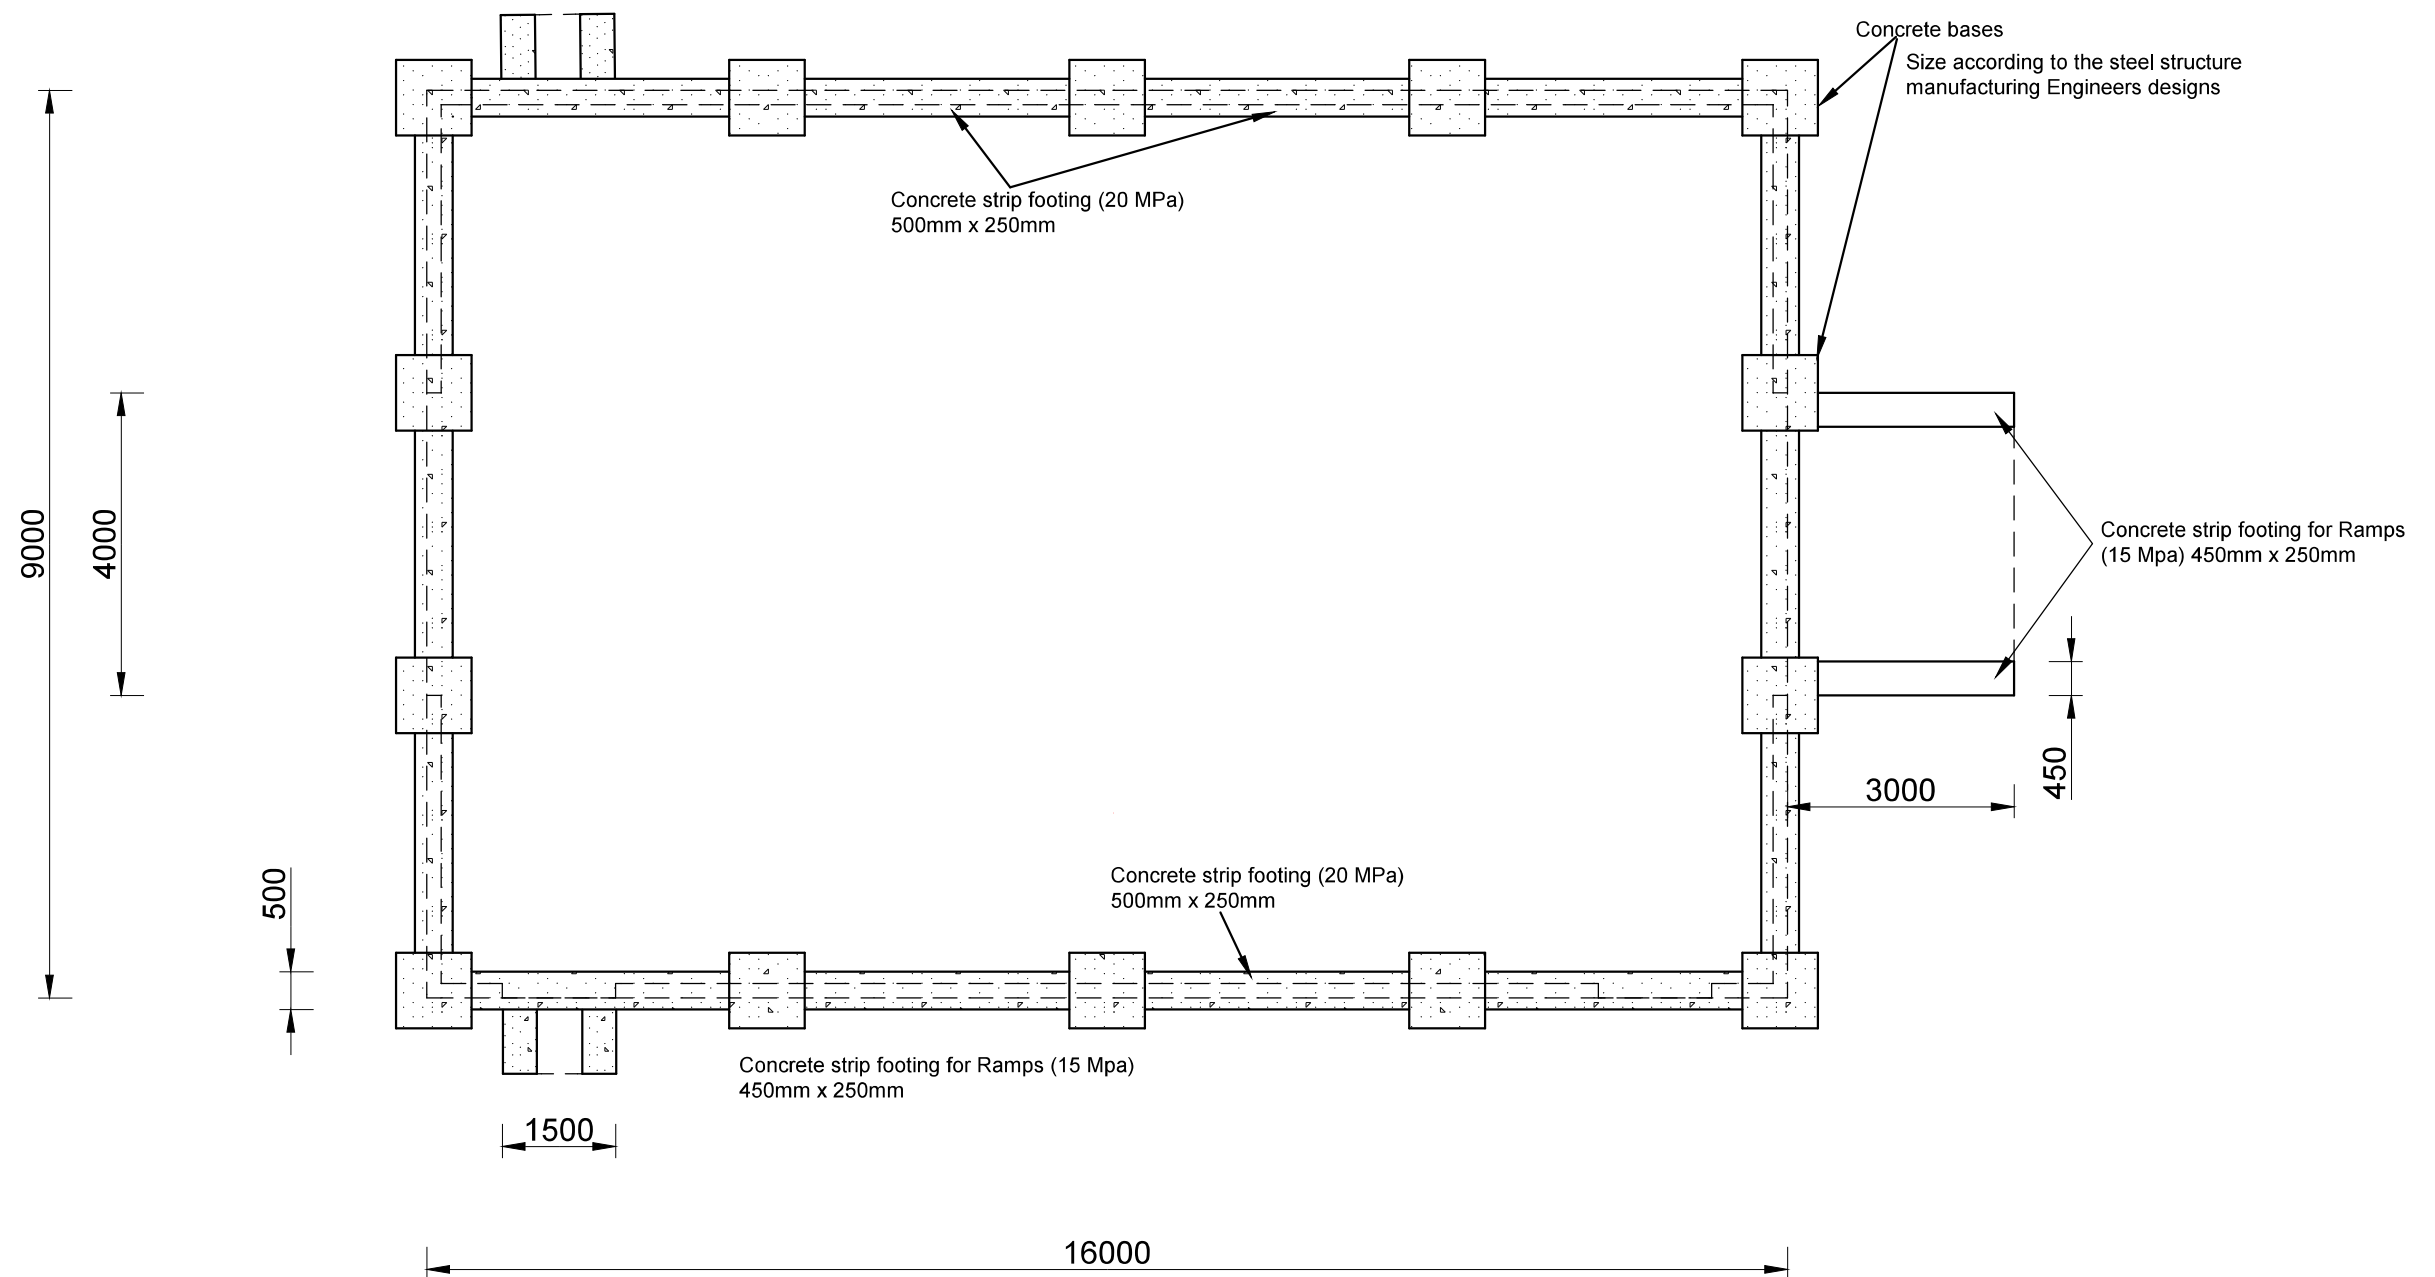 Concrete bases
Size according to the steel structure
manufacturing Engineers designs
Concrete strip footing (20 MPa)
500mm x 250mm
9000
4000
Concrete strip footing for Ramps
(15 Mpa) 450mm x 250mm
450
3000
500
Concrete strip footing (20 MPa)
500mm x 250mm
Concrete strip footing for Ramps (15 Mpa)
450mm x 250mm
1500
16000